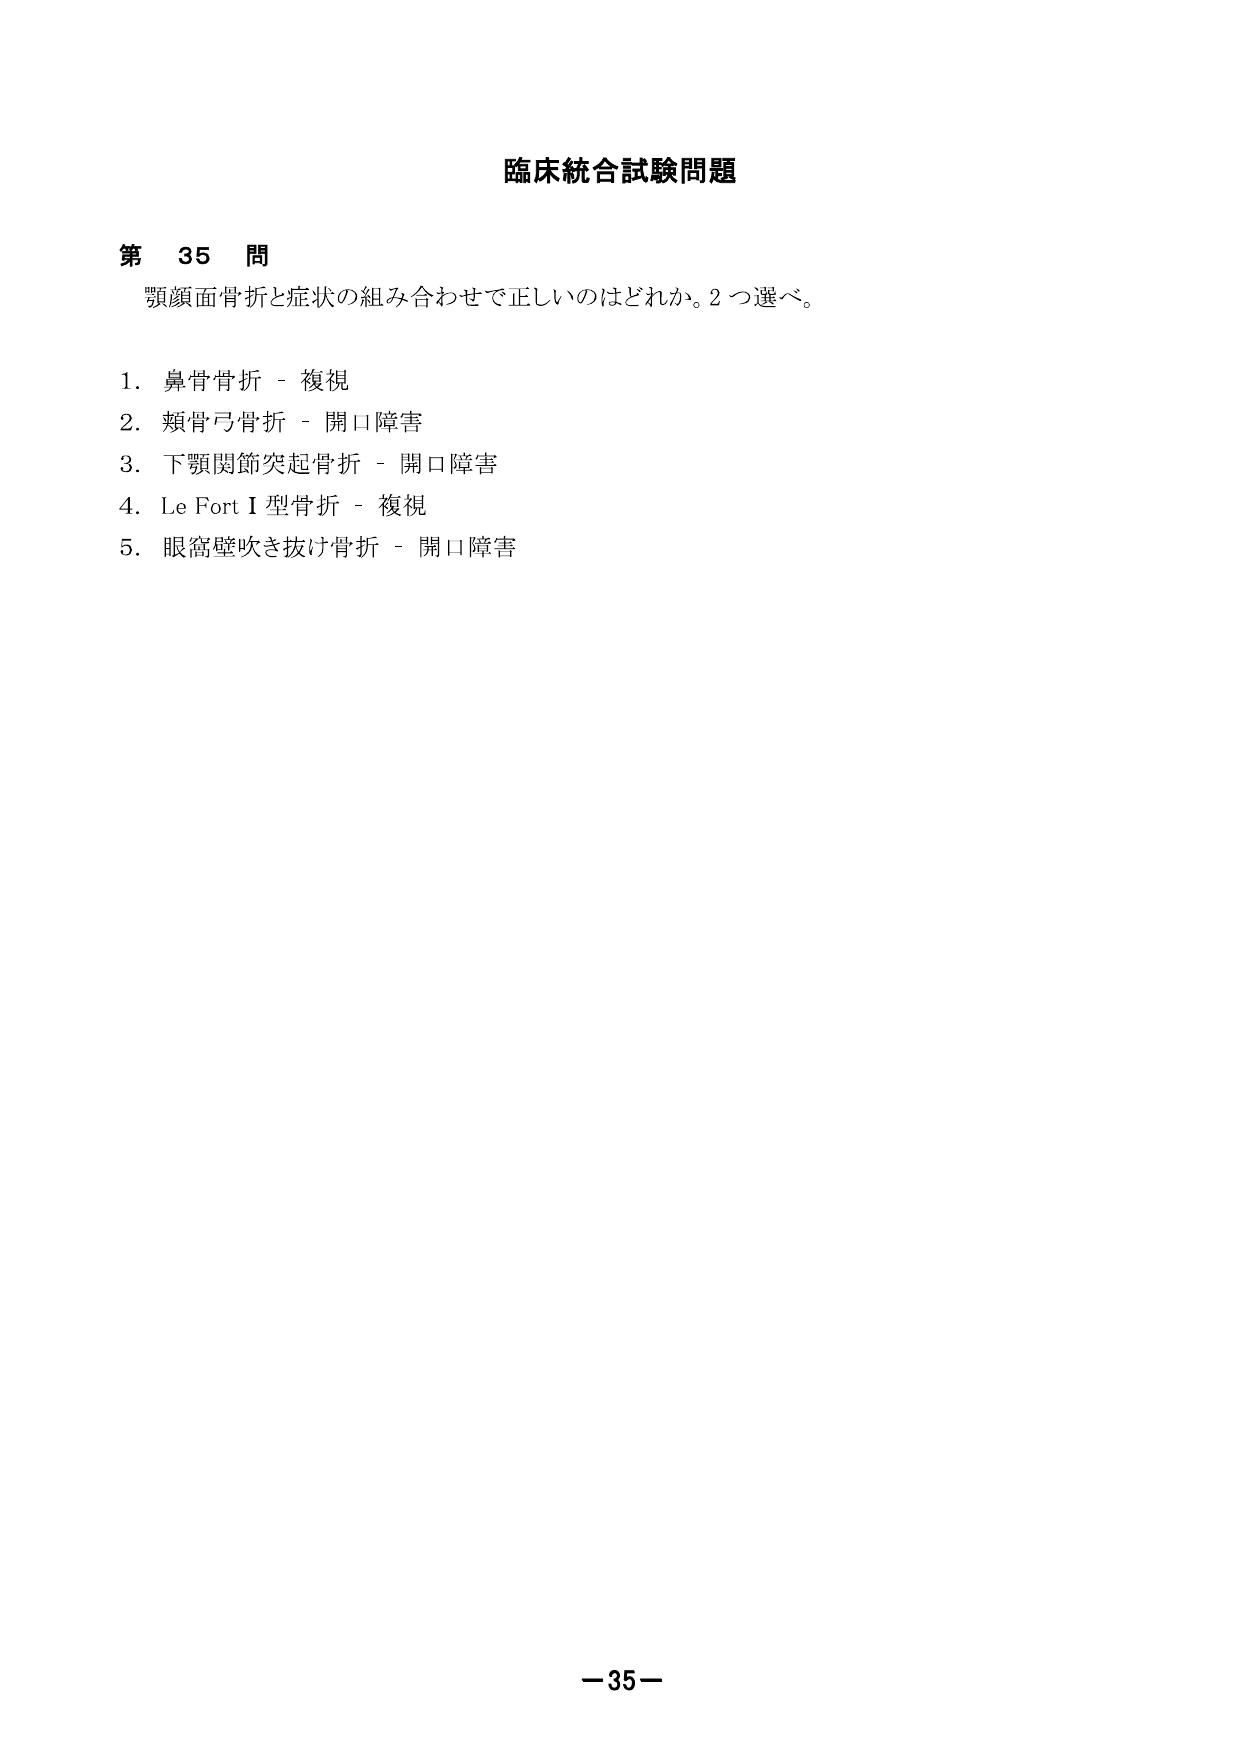 臨床統合試験問題
第 35 問
顎顔面骨折と症状の組み合わせで正しいのはどれか。2つ選べ。
1. 鼻骨骨折 - 複視
2. 頬骨弓骨折 - 開口障害
3. 下顎関節突起骨折 - 開口障害
4. Le Fort I 型骨折 - 複視
5. 眼窩壁吹き抜け骨折 - 開口障害
—35—